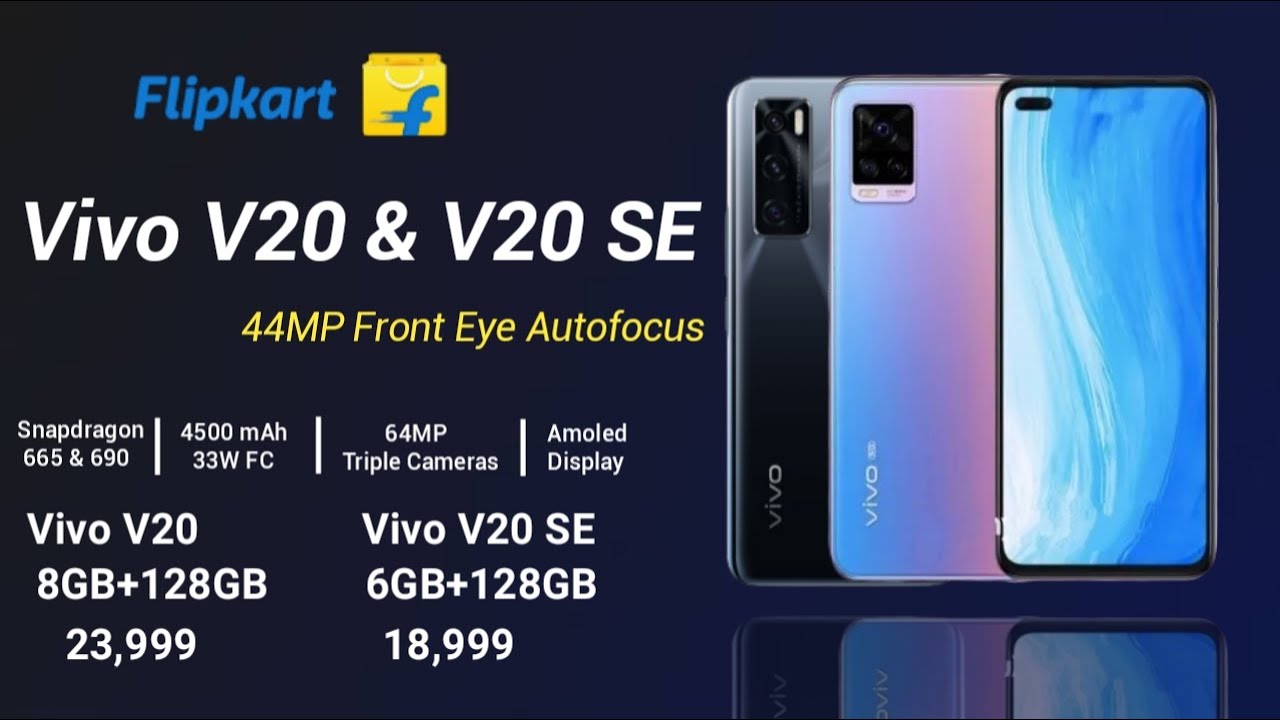 Flipkart
Vivo V20 & V20 SE
44MP Front Eye Autofocus
Snapdragon
665 & 690
4500 mAh
33W FC
64MP
Triple Cameras
Amoled
Display
Vivo V20
8GB+128GB
23,999
Vivo V20 SE
6GB+128GB
18,999
vivo
vivo